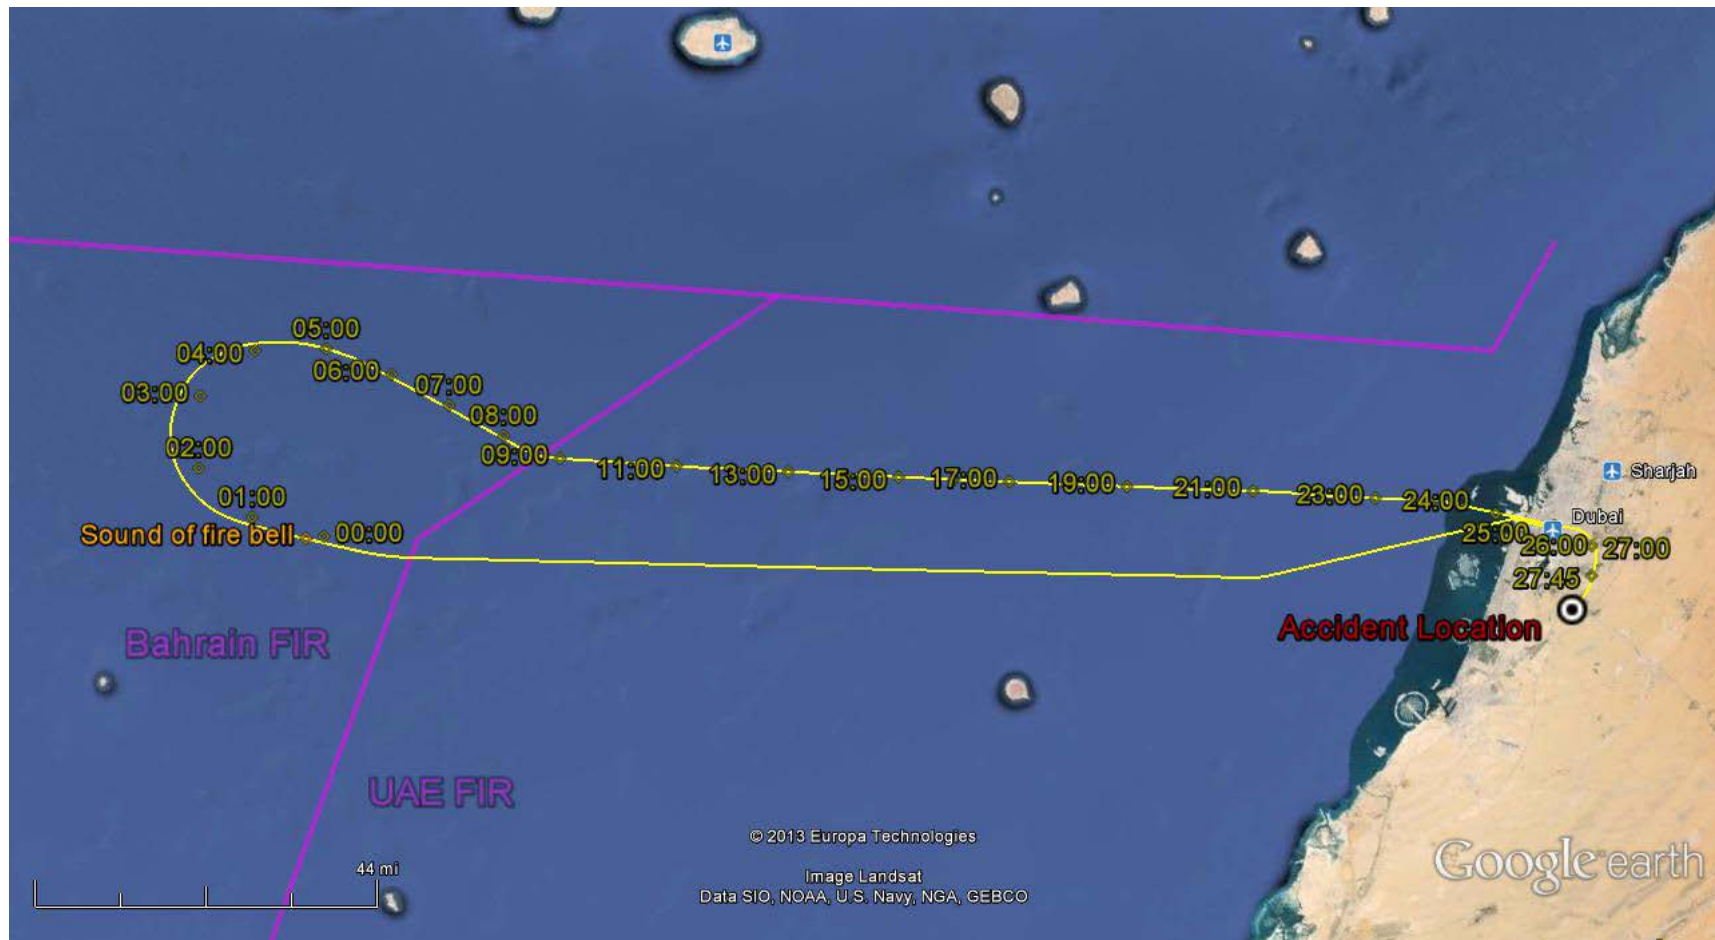 05:00
04:00
06:00
07:00
03:00
08:00
02:00
09:00
11:00
13:00
15:00
17:00
19:00
21:00
23:00
24:00
Sharjah
01:00
Dubai
Sound of fire bell
00:00
25:00
26:00
27:00
27:45
Accident Location
Bahrain FIR
UAE FIR
© 2013 Europa Technologies
44 mi
Image Landsat
Data SIO, NOAA, U.S. Navy, NGA, GEBCO
Google earth